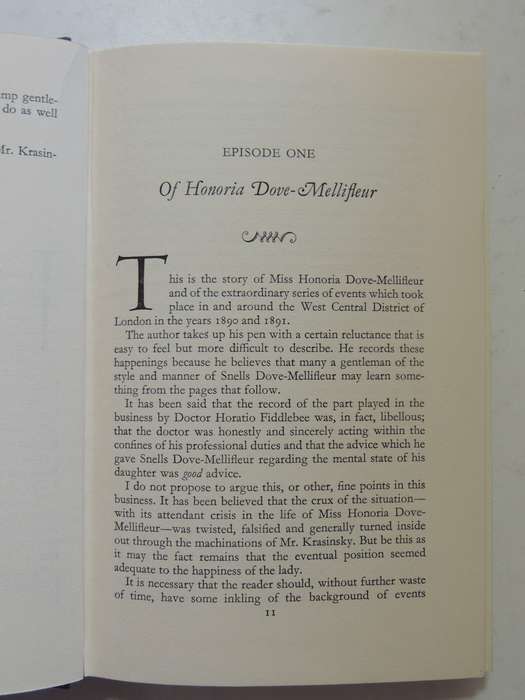 mp gentle-
do as well
Mr. Krasin-
EPISODE ONE
Of Honoria Dove-Mellifleur
This is the story of Miss Honoria Dove-Mellifleur
and of the extraordinary series of events which took
place in and around the West Central District of
London in the years 1890 and 1891.
The author takes up his pen with a certain reluctance that is
easy to feel but more difficult to describe. He records these
happenings because he believes that many a gentleman of the
style and manner of Snells Dove-Mellifleur may learn some-
thing from the pages that follow.
It has been said that the record of the part played in the
business by Doctor Horatio Fiddlebee was, in fact, libellous;
that the doctor was honestly and sincerely acting within the
confines of his professional duties and that the advice which he
gave Snells Dove-Mellifleur regarding the mental state of his
daughter was good advice.
I do not propose to argue this, or other, fine points in this
business. It has been believed that the crux of the situation—
with its attendant crisis in the life of Miss Honoria Dove-
Mellifleur—was twisted, falsified and generally turned inside
out through the machinations of Mr. Krasinsky. But be this as
it may the fact remains that the eventual position seemed
adequate to the happiness of the lady.
It is necessary that the reader should, without further waste
of time, have some inkling of the background of events
11